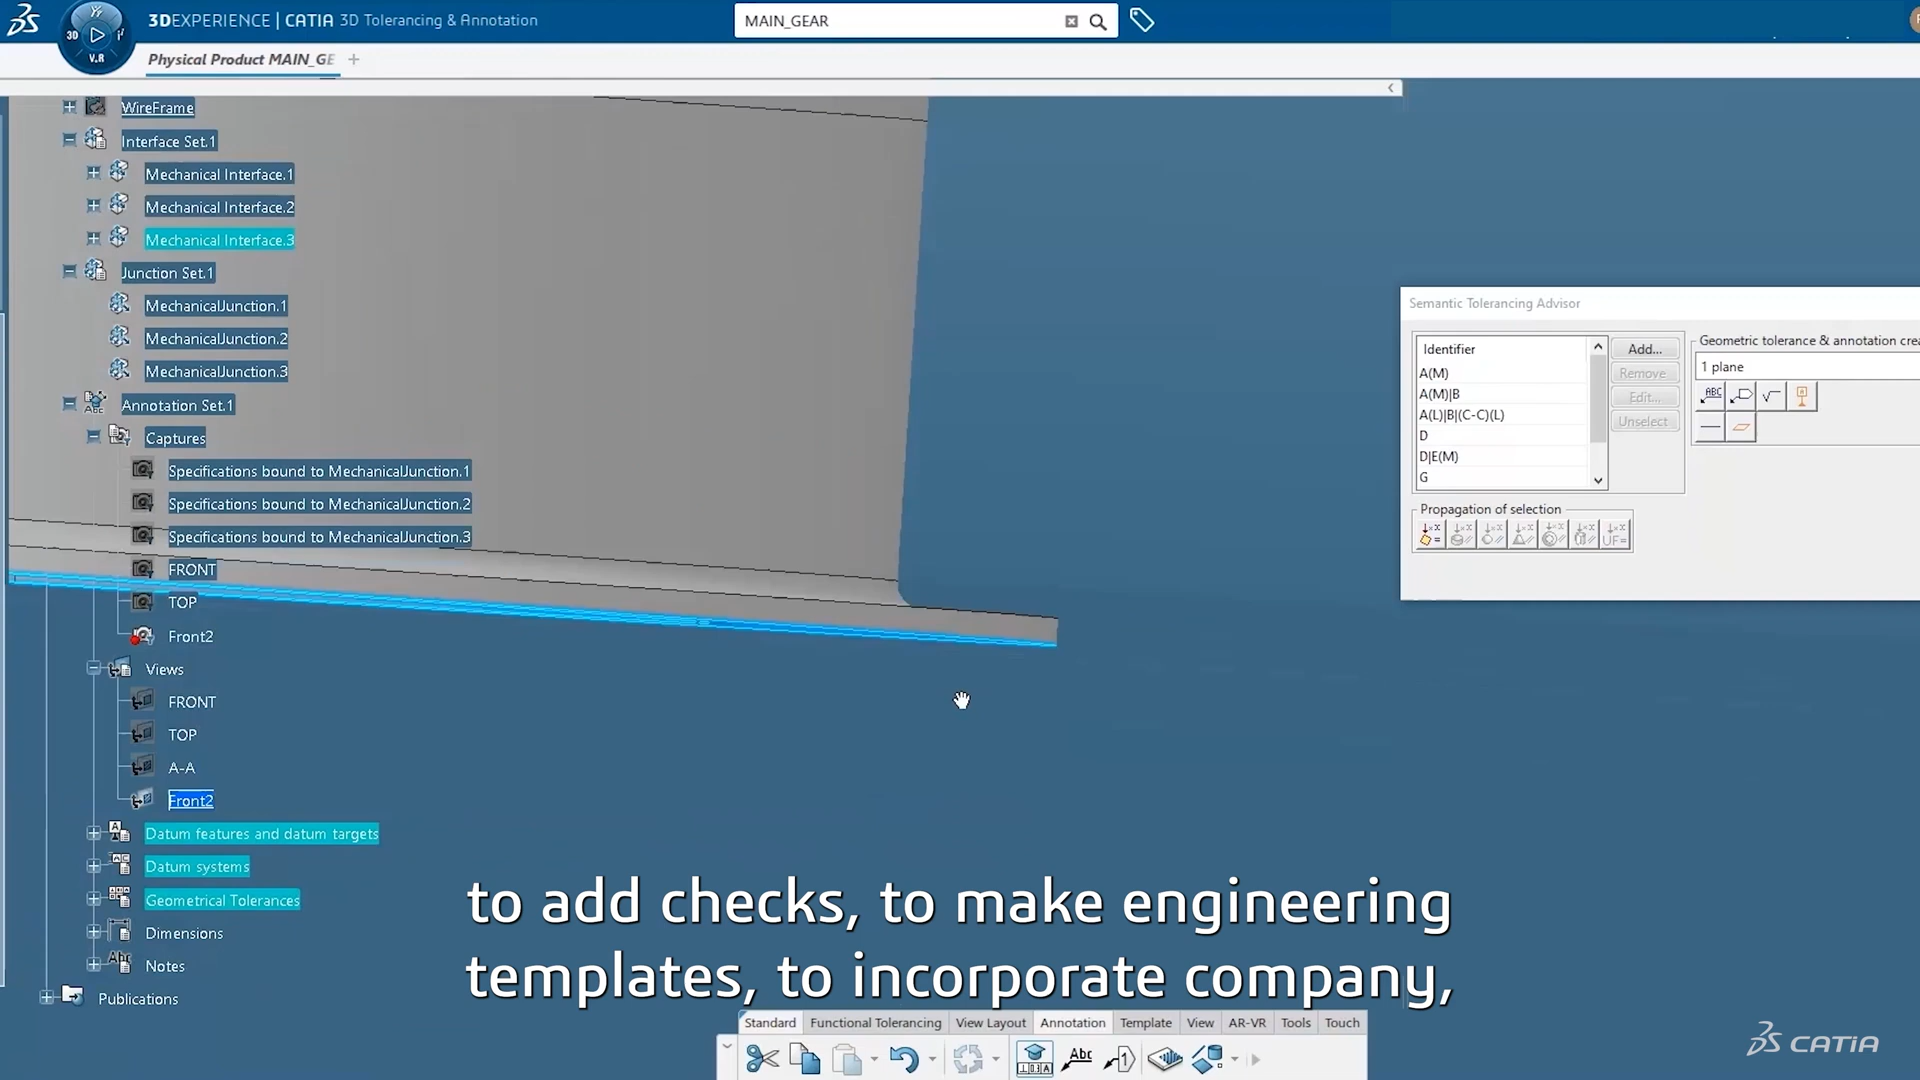 3DEXPERIENCE | CATIA 3D Tolerancing & Annotation
MAIN_GEAR
3D
V.R
Physical Product MAIN_GE
WireFrame
Interface Set.1
Mechanical Interface.1
Mechanical Interface.2
Mechanical Interface.3
Junction Set.1
MechanicalJunction.1
MechanicalJunction.2
MechanicalJunction.3
Annotation Set.1
Captures
Specifications bound to MechanicalJunction.1
Specifications bound to MechanicalJunction.2
Specifications bound to MechanicalJunction.3
FRONT
TOP
Front2
Views
FRONT
TOP
A-A
Front2
Datum features and datum targets
Datum systems
Geometrical Tolerances
Dimensions
Notes
Publications
Semantic Tolerancing Advisor
Identifier
A(M)
A(M)|B
A(L)|B|(C-C)(L)
D
D|E(M)
G
Add...
Remove
Edit...
Unselect
Geometric tolerance & annotation crea
1 plane
ABC
Propagation of selection
UF=
to add checks, to make engineering
templates, to incorporate company,
Standard Functional Tolerancing View Layout Annotation Template View AR-VR Tools Touch
Abc
CATIA